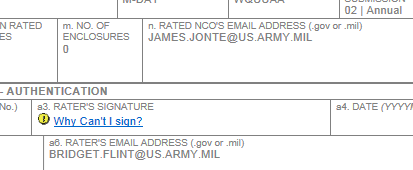 M-DAY WQUUAA SUBMISSION
02 | Annual
N RATED m. NO. OF n. RATED NCO'S EMAIL ADDRESS (.gov or .mil)
ES ENCLOSURES JAMES.JONTE@US.ARMY.MIL
0
- AUTHENTICATION
No.) a3. RATER'S SIGNATURE a4. DATE (YYYYM
Why Can't I sign?
a6. RATER'S EMAIL ADDRESS (.gov or .mil)
BRIDGET.FLINT@US.ARMY.MIL